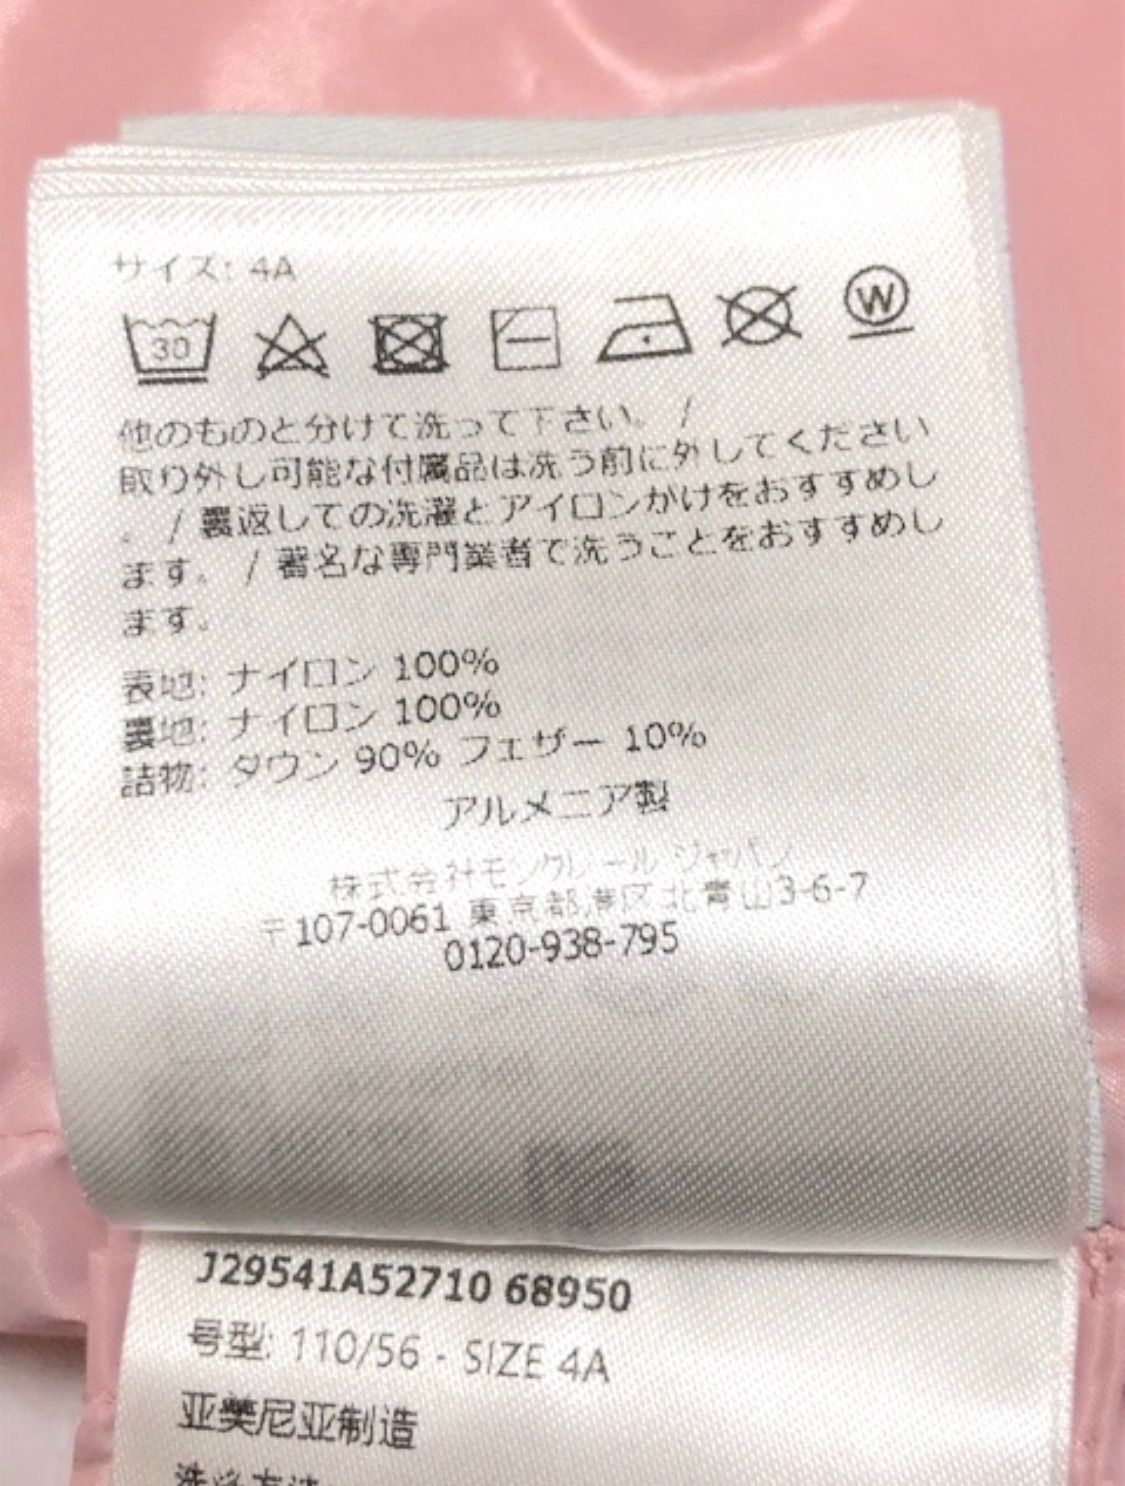 サイズ: 4A
30
W
他のものと分けて洗って下さい。 /
取り外し可能な付属品は洗う前に外してください
。 / 裏返しての洗濯とアイロンがけをおすすめし
ます。 / 著名な専門業者で洗うことをおすすめし
ます。
表地: ナイロン 100%
裏地: ナイロン 100%
詰物: ダウン 90% フェザー 10%
アルメニア製
株式会社モンクレール ジャパン
〒107-0061 東京都港区北青山3-6-7
0120-938-795
J29541A52710 68950
号型: 110/56 - SIZE 4A
亚美尼亚制造